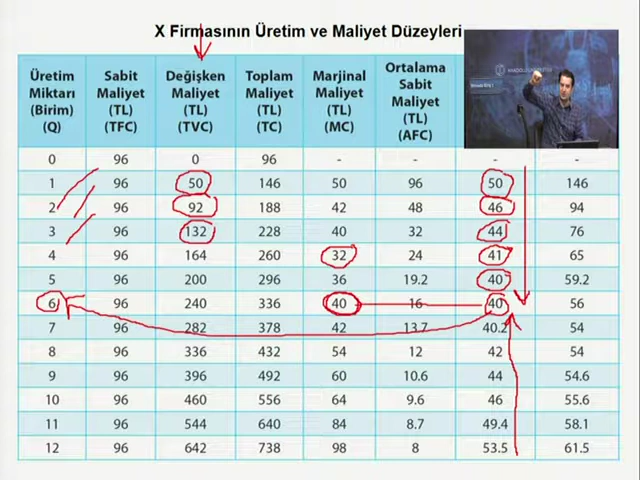 X Firmasının Üretim ve Maliyet Düzeyleri
Üretim Miktarı (Birim) (Q) Sabit Maliyet (TL) (TFC) Değişken Maliyet (TL) (TVC) Toplam Maliyet (TL) (TC) Marjinal Maliyet (TL) (MC) Ortalama Sabit Maliyet (TL) (AFC)
0 96 0 96 - - - -
1 96 50 146 50 96 50 146
2 96 92 188 42 48 46 94
3 96 132 228 40 32 44 76
4 96 164 260 32 24 41 65
5 96 200 296 36 19.2 40 59.2
6 96 240 336 40 16 40 56
7 96 282 378 42 13.7 40.2 54
8 96 336 432 54 12 42 54
9 96 396 492 60 10.6 44 54.6
10 96 460 556 64 9.6 46 55.6
11 96 544 640 84 8.7 49.4 58.1
12 96 642 738 98 8 53.5 61.5